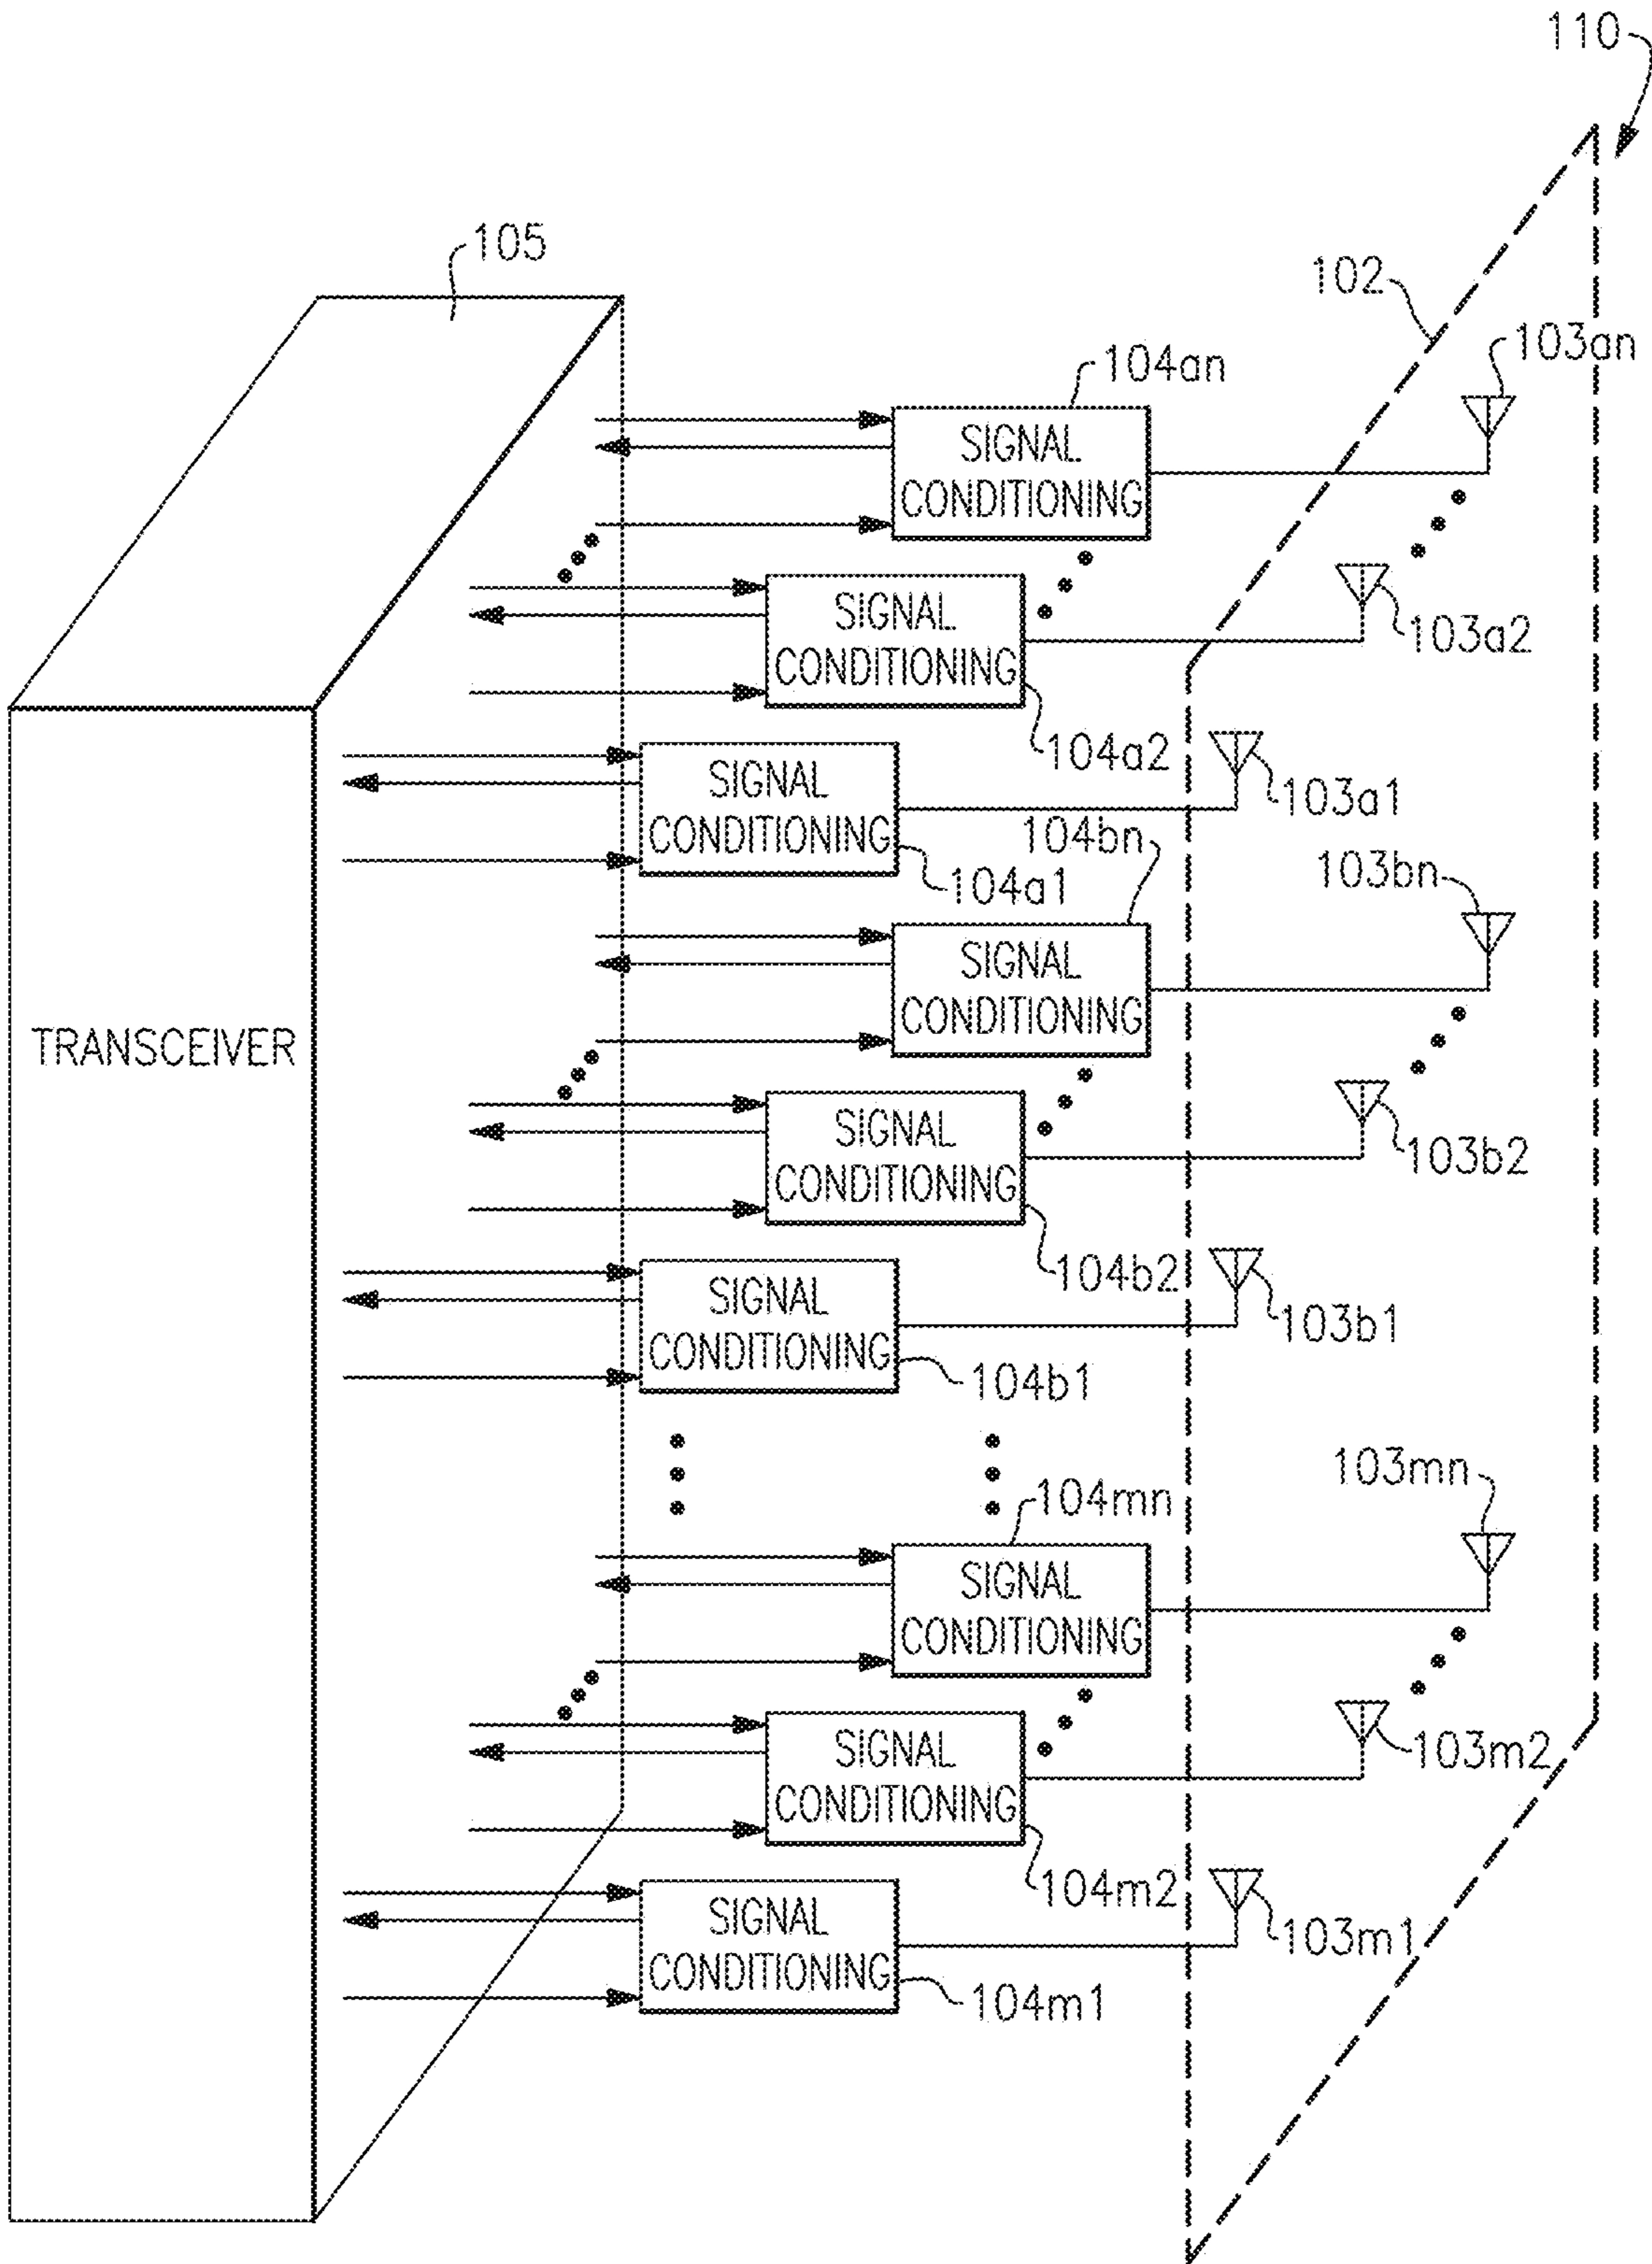 110
105
102
103an
104an
SIGNAL
CONDITIONING
SIGNAL
CONDITIONING
103a2
104a2
SIGNAL
CONDITIONING
103a1
104bn
104a1
103bn
SIGNAL
CONDITIONING
TRANSCEIVER
SIGNAL
CONDITIONING
103b2
104b2
SIGNAL
CONDITIONING
103b1
104b1
103mn
104mn
SIGNAL
CONDITIONING
SIGNAL
CONDITIONING
103m2
104m2
SIGNAL
CONDITIONING
103m1
104m1